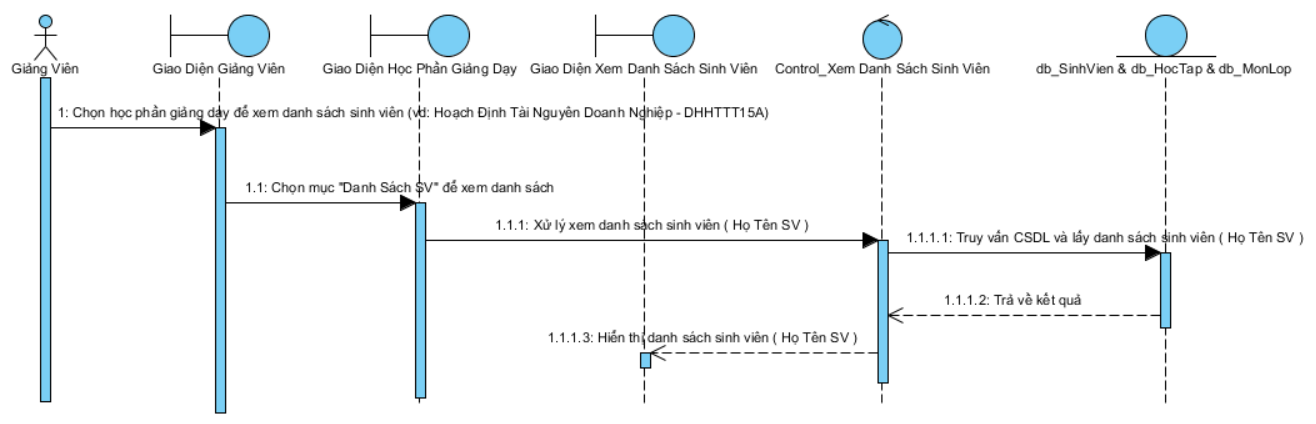 Giảng Viên
Giao Diện Giảng Viên
Giao Diện Học Phần Giảng Dạy
Giao Diện Xem Danh Sách Sinh Viên
Control_Xem Danh Sách Sinh Viên
db_SinhVien & db_HocTap & db_MonLop
1: Chọn học phần giảng dạy để xem danh sách sinh viên (vd: Hoạch Định Tài Nguyên Doanh Nghiệp - DHHTTT15A)
1.1: Chọn mục "Danh Sách SV" để xem danh sách
1.1.1: Xử lý xem danh sách sinh viên ( Họ Tên SV )
1.1.1.1: Truy vấn CSDL và lấy danh sách sinh viên ( Họ Tên SV )
1.1.1.2: Trả về kết quả
1.1.1.3: Hiển thị danh sách sinh viên ( Họ Tên SV )